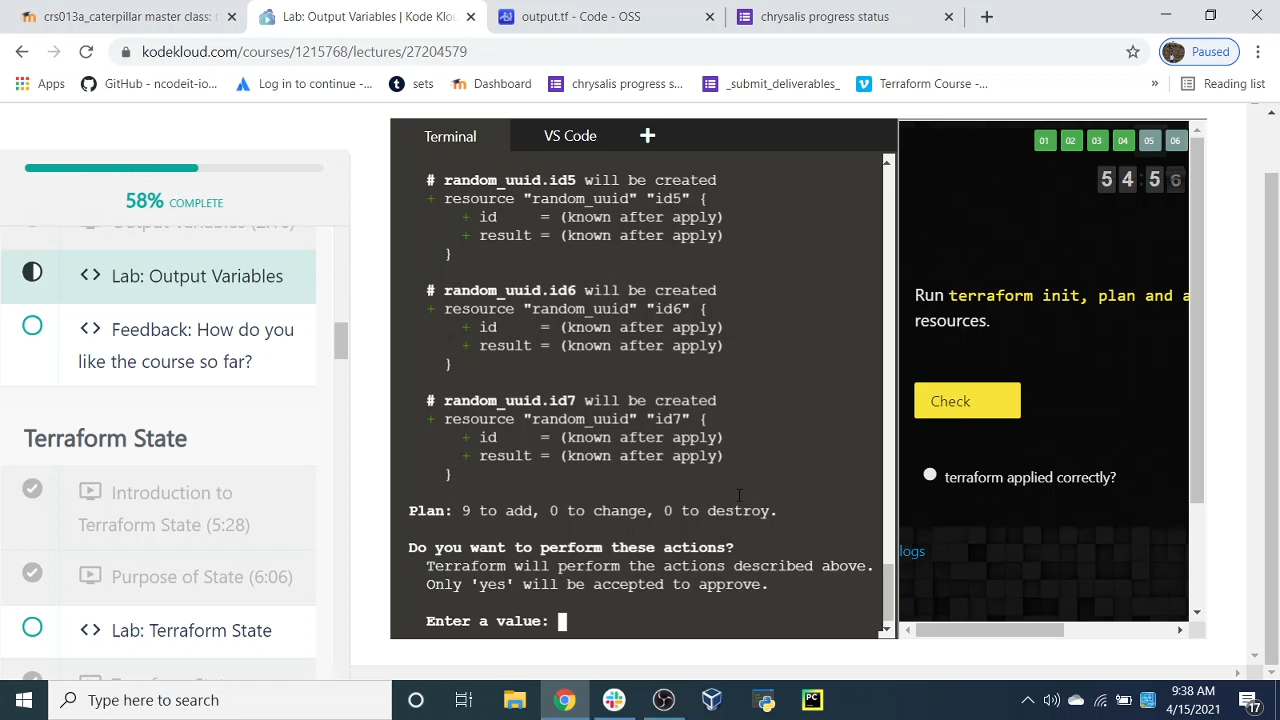 tcs013a_caterpillar master class:
Lab: Output Variables | Kode Kl
output.tf - Code - OSS
chrysalis progress status
kodekloud.com/courses/1215768/lectures/27204579
Paused
Apps
GitHub - ncodeit-io...
Log in to continue -...
sets
Dashboard
chrysalis progress s...
_submit_deliverables_
Terraform Course -...
»
Reading list
58% COMPLETE
Lab: Output Variables
Feedback: How do you
like the course so far?
Terraform State
Introduction to
Terraform State (5:28)
Purpose of State (6:06)
Lab: Terraform State
Terminal
VS Code
# random_uuid.id5 will be created
+ resource "random_uuid" "id5" {
+ id     = (known after apply)
+ result = (known after apply)
}
# random_uuid.id6 will be created
+ resource "random_uuid" "id6" {
+ id     = (known after apply)
+ result = (known after apply)
}
# random_uuid.id7 will be created
+ resource "random_uuid" "id7" {
+ id     = (known after apply)
+ result = (known after apply)
}
Plan: 9 to add, 0 to change, 0 to destroy.
Do you want to perform these actions?
Terraform will perform the actions described above.
Only 'yes' will be accepted to approve.
Enter a value:
01 02 03 04 05 06
54:56
Run terraform init, plan and a
resources.
Check
terraform applied correctly?
logs
Type here to search
PC
9:38 AM
4/15/2021
17